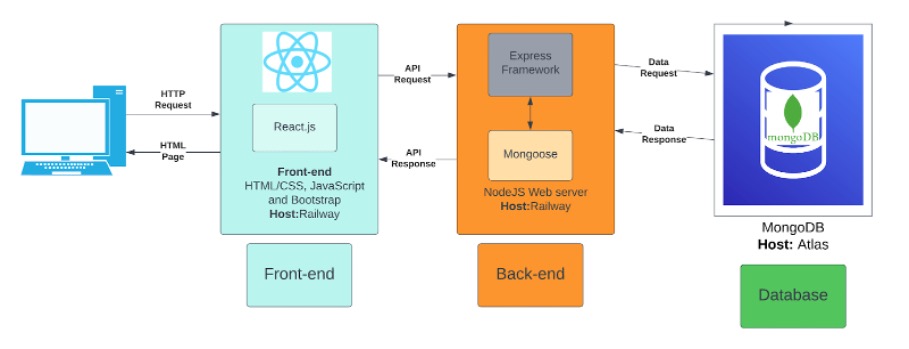 HTTP
Request
HTML
Page
React.js
Front-end
HTML/CSS, JavaScript
and Bootstrap
Host:Railway
Front-end
API
Request
API
Response
Express
Framework
Mongoose
NodeJS Web server
Host:Railway
Back-end
Data
Request
Data
Response
mongoDB
MongoDB
Host: Atlas
Database